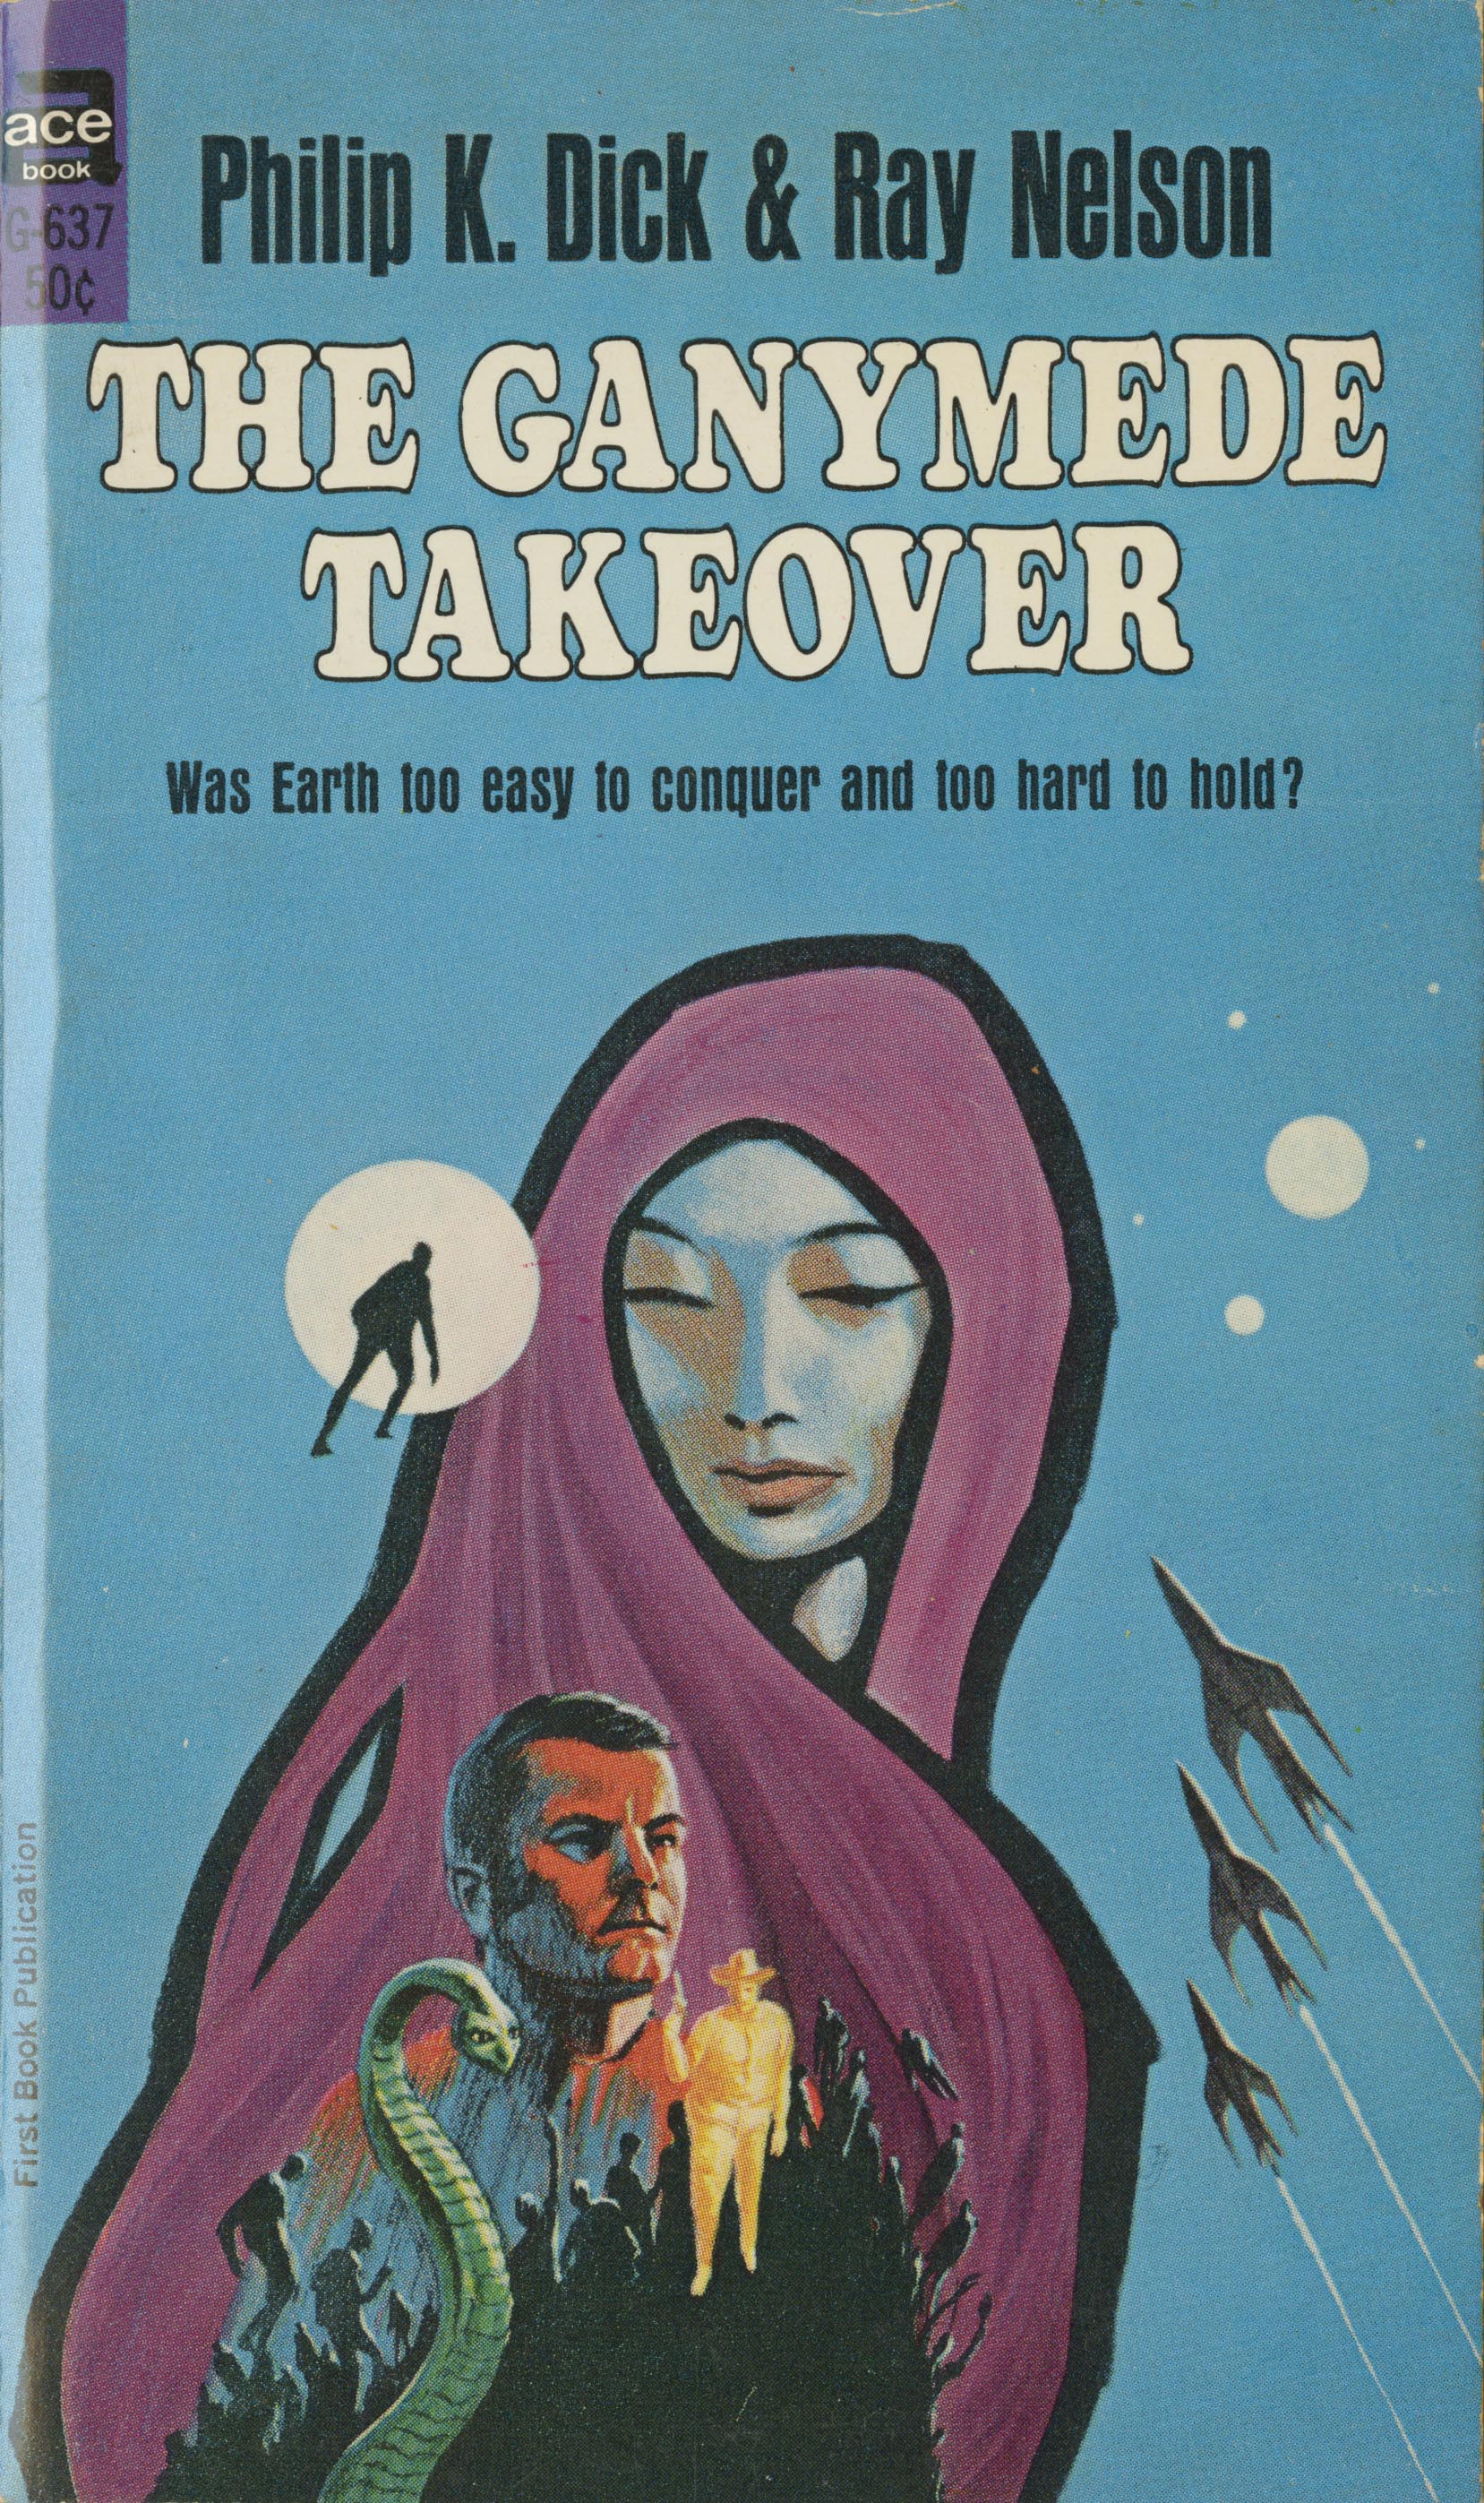 ace
book
G-637
50¢
Philip K. Dick & Ray Nelson
THE GANYMEDE
TAKEOVER
Was Earth too easy to conquer and too hard to hold?
First Book Publication